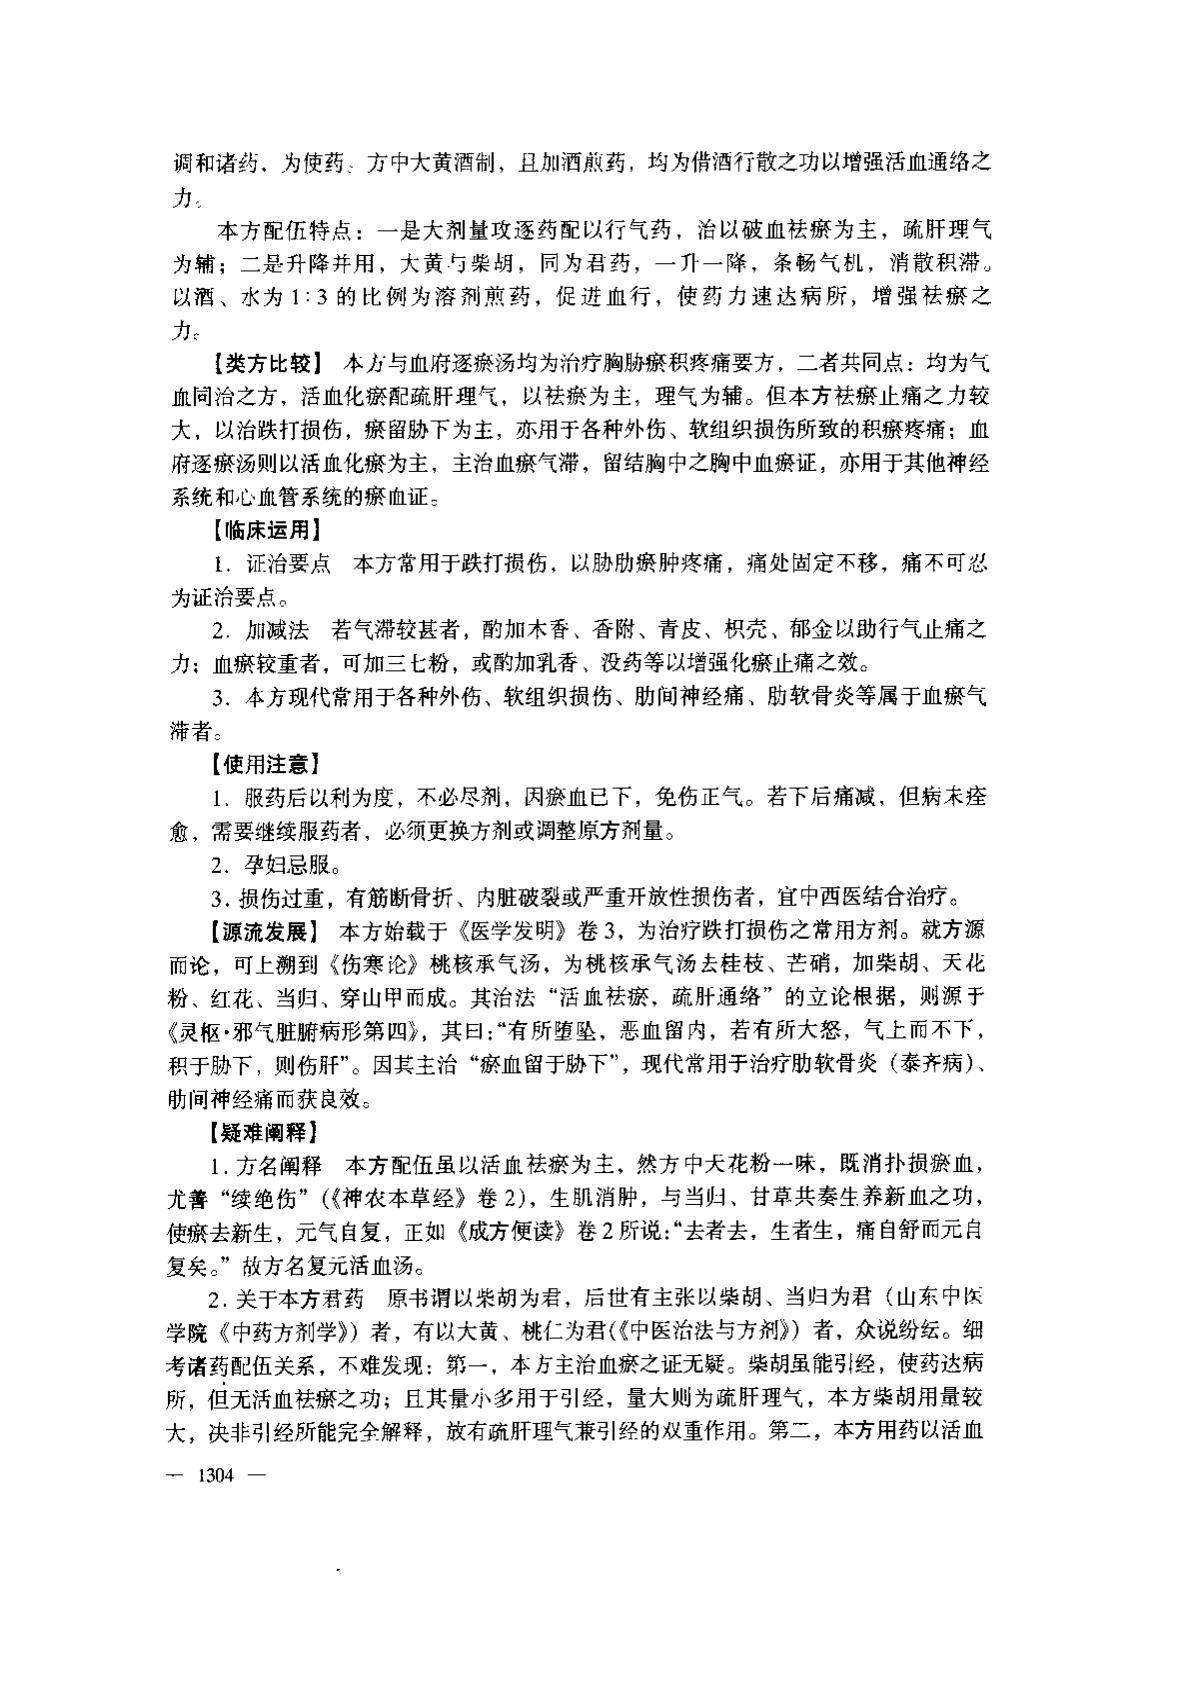 调和诸药，为使药。方中大黄酒制，且加酒煎药，均为借酒行散之功以增强活血通络之
力。
本方配伍特点：一是大剂量攻逐药配以行气药，治以破血祛瘀为主，疏肝理气
为辅；二是升降并用，大黄与柴胡，同为君药，一升一降，条畅气机，消散积滞。
以酒、水为1∶3的比例为溶剂煎药，促进血行，使药力速达病所，增强祛瘀之
力。
【类方比较】 本方与血府逐瘀汤均为治疗胸胁瘀积疼痛要方，二者共同点：均为气
血同治之方，活血化瘀配疏肝理气，以祛瘀为主，理气为辅。但本方祛瘀止痛之力较
大，以治跌打损伤，瘀留胁下为主，亦用于各种外伤、软组织损伤所致的积瘀疼痛；血
府逐瘀汤则以活血化瘀为主，主治血瘀气滞，留结胸中之胸中血瘀证，亦用于其他神经
系统和心血管系统的瘀血证。
【临床运用】
1. 证治要点 本方常用于跌打损伤，以胁肋瘀肿疼痛，痛处固定不移，痛不可忍
为证治要点。
2. 加减法 若气滞较甚者，酌加木香、香附、青皮、枳壳、郁金以助行气止痛之
力；血瘀较重者，可加三七粉，或酌加乳香、没药等以增强化瘀止痛之效。
3. 本方现代常用于各种外伤、软组织损伤、肋间神经痛、肋软骨炎等属于血瘀气
滞者。
【使用注意】
1. 服药后以利为度，不必尽剂，因瘀血已下，免伤正气。若下后痛减，但病未痊
愈，需要继续服药者，必须更换方剂或调整原方剂量。
2. 孕妇忌服。
3. 损伤过重，有筋断骨折、内脏破裂或严重开放性损伤者，宜中西医结合治疗。
【源流发展】 本方始载于《医学发明》卷3，为治疗跌打损伤之常用方剂。就方源
而论，可上溯到《伤寒论》桃核承气汤，为桃核承气汤去桂枝、芒硝，加柴胡、天花
粉、红花、当归、穿山甲而成。其治法“活血祛瘀，疏肝通络”的立论根据，则源于
《灵枢·邪气脏腑病形第四》，其曰：“有所堕坠，恶血留内，若有所大怒，气上而不下，
积于胁下，则伤肝”。因其主治“瘀血留于胁下”，现代常用于治疗肋软骨炎（泰齐病）、
肋间神经痛而获良效。
【疑难阐释】
1. 方名阐释 本方配伍虽以活血祛瘀为主，然方中天花粉一味，既消扑损瘀血，
尤善“续绝伤”（《神农本草经》卷2），生肌消肿，与当归、甘草共奏生养新血之功，
使瘀去新生，元气自复，正如《成方便读》卷2所说：“去者去，生者生，痛自舒而元自
复矣。”故方名复元活血汤。
2. 关于本方君药 原书谓以柴胡为君，后世有主张以柴胡、当归为君（山东中医
学院《中药方剂学》）者，有以大黄、桃仁为君（《中医治法与方剂》）者，众说纷纭。细
考诸药配伍关系，不难发现：第一，本方主治血瘀之证无疑。柴胡虽能引经，使药达病
所，但无活血祛瘀之功；且其量小多用于引经，量大则为疏肝理气，本方柴胡用量较
大，决非引经所能完全解释，故有疏肝理气兼引经的双重作用。第二，本方用药以活血
— 1304 —